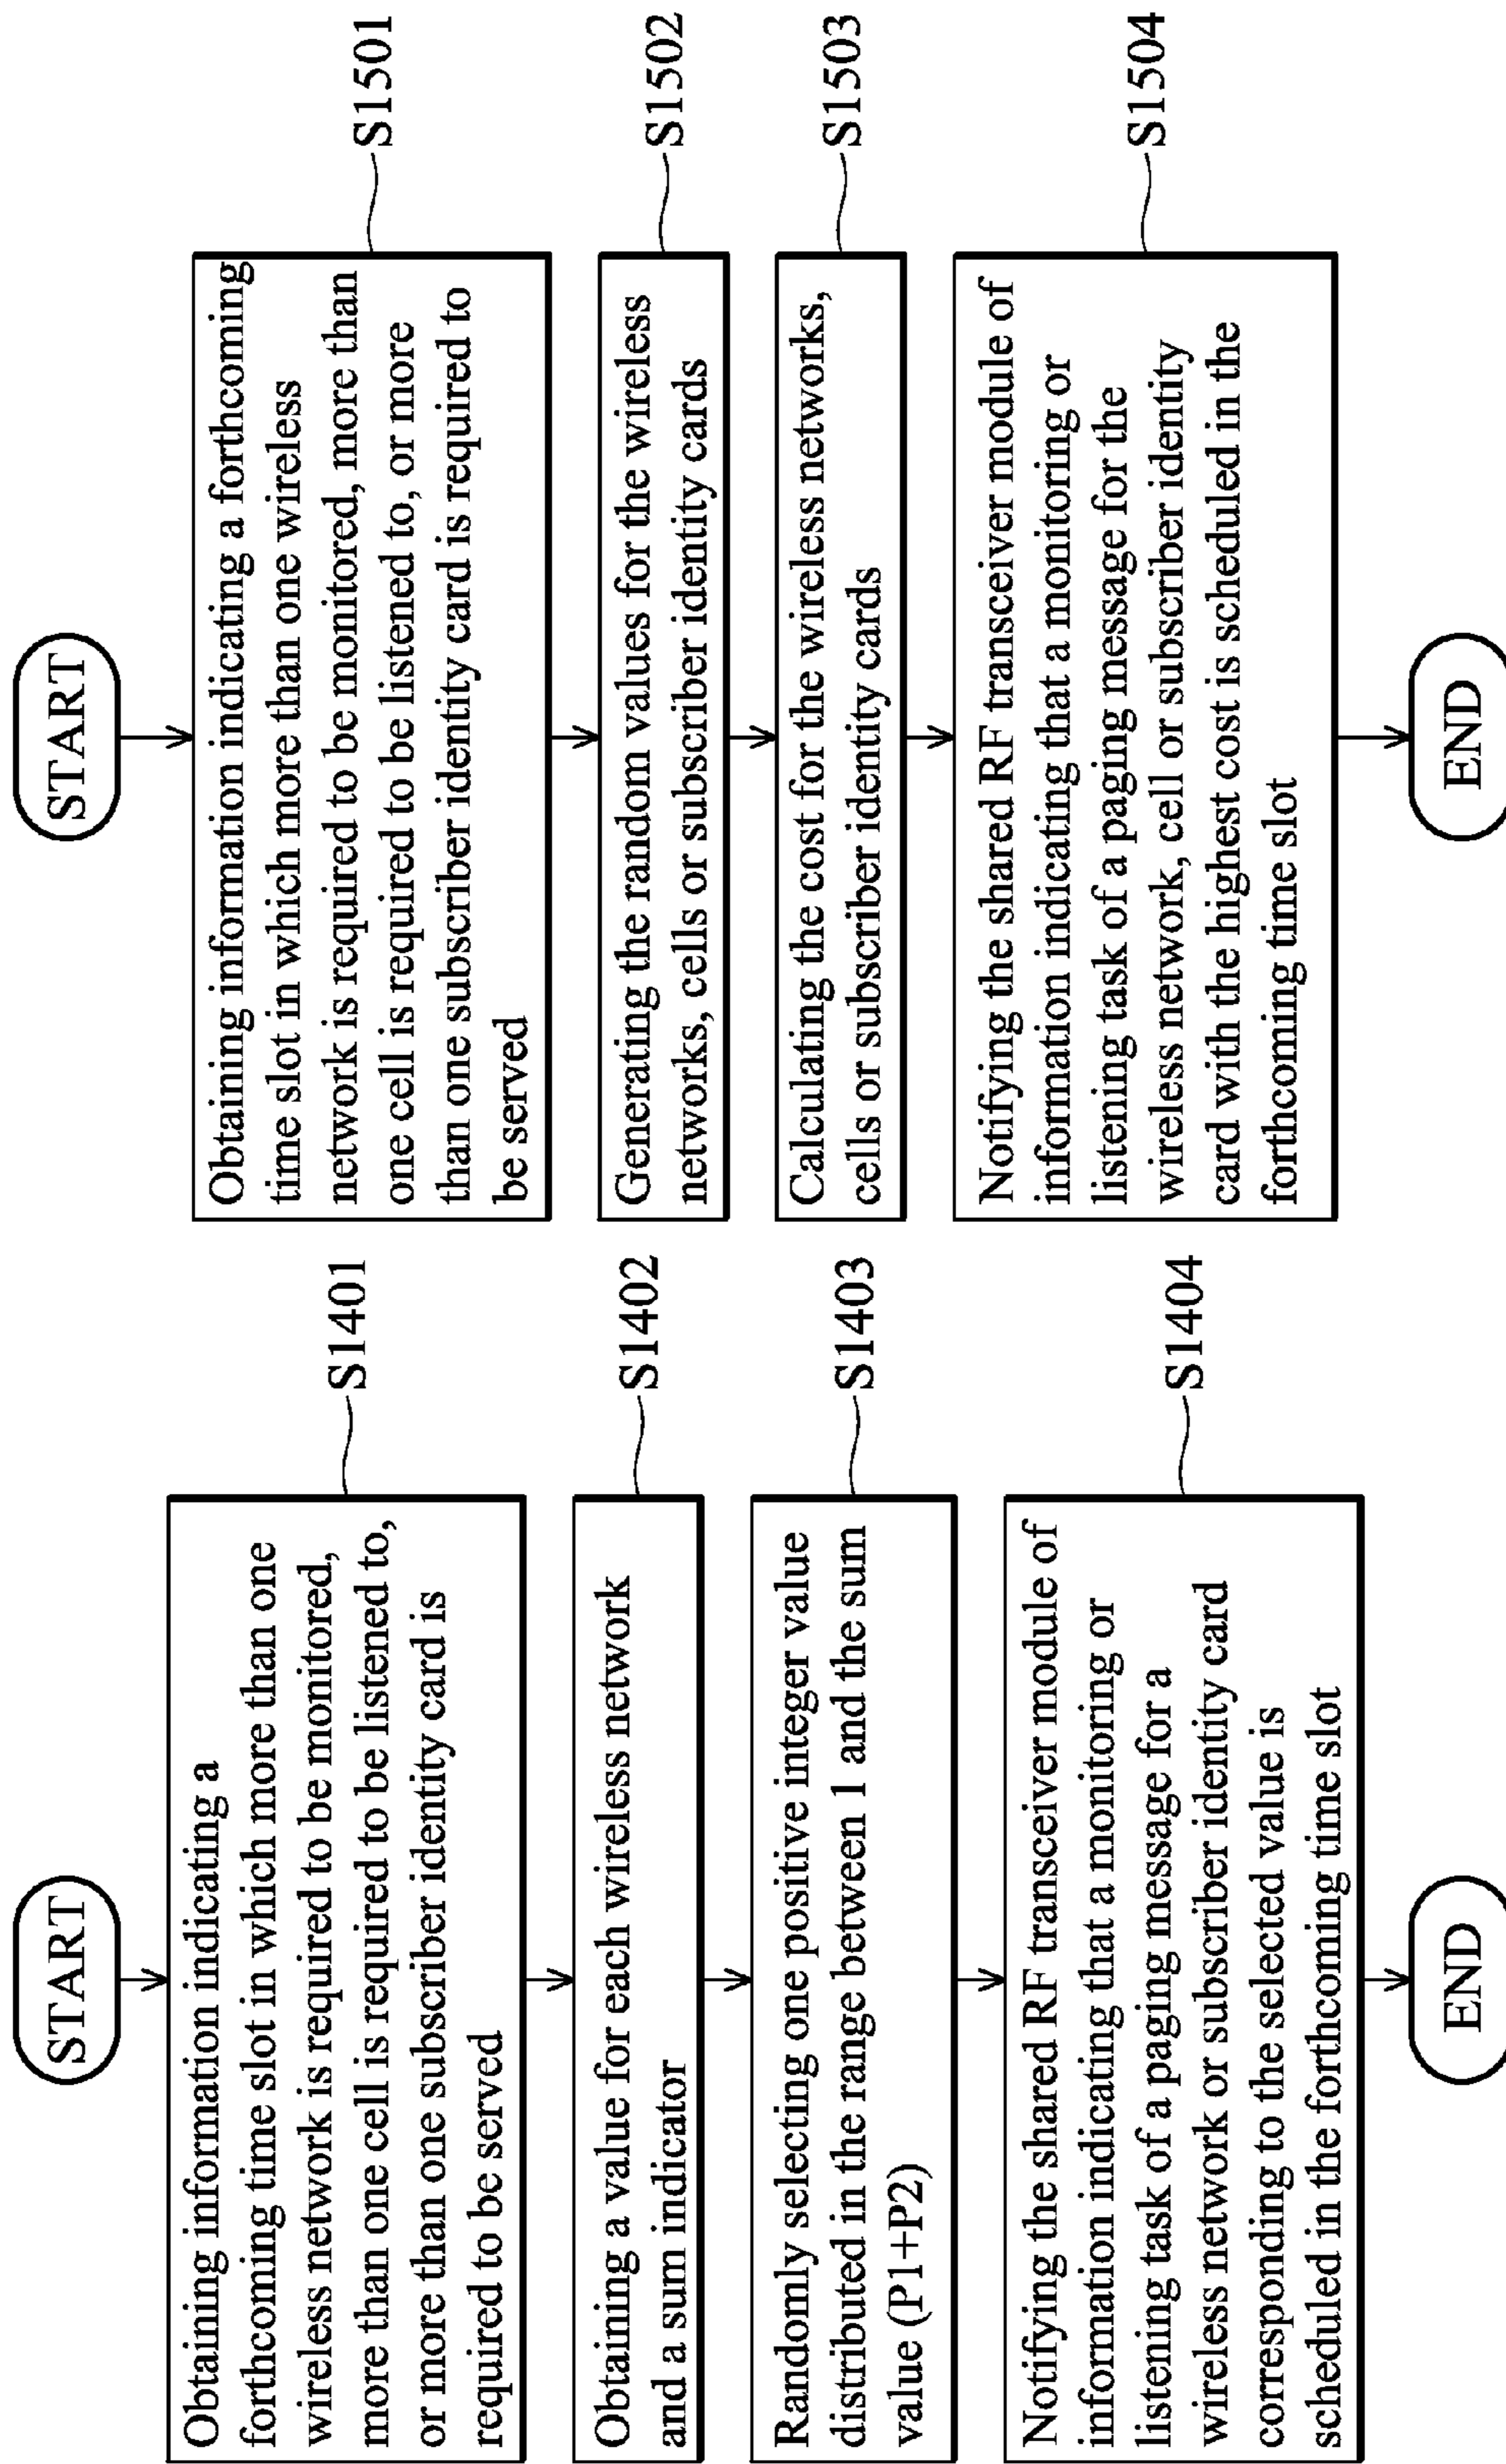 START
Obtaining information indicating a
forthcoming time slot in which more than one
wireless network is required to be monitored,
more than one cell is required to be listened to,
or more than one subscriber identity card is
required to be served
S1401
Obtaining a value for each wireless network
and a sum indicator
S1402
Randomly selecting one positive integer value
distributed in the range between 1 and the sum
value (P1+P2)
S1403
Notifying the shared RF transceiver module of
information indicating that a monitoring or
listening task of a paging message for a
wireless network or subscriber identity card
corresponding to the selected value is
scheduled in the forthcoming time slot
S1404
END
START
Obtaining information indicating a forthcoming
time slot in which more than one wireless
network is required to be monitored, more than
one cell is required to be listened to, or more
than one subscriber identity card is required to
be served
S1501
Generating the random values for the wireless
networks, cells or subscriber identity cards
S1502
Calculating the cost for the wireless networks,
cells or subscriber identity cards
S1503
Notifying the shared RF transceiver module of
information indicating that a monitoring or
listening task of a paging message for the
wireless network, cell or subscriber identity
card with the highest cost is scheduled in the
forthcoming time slot
S1504
END